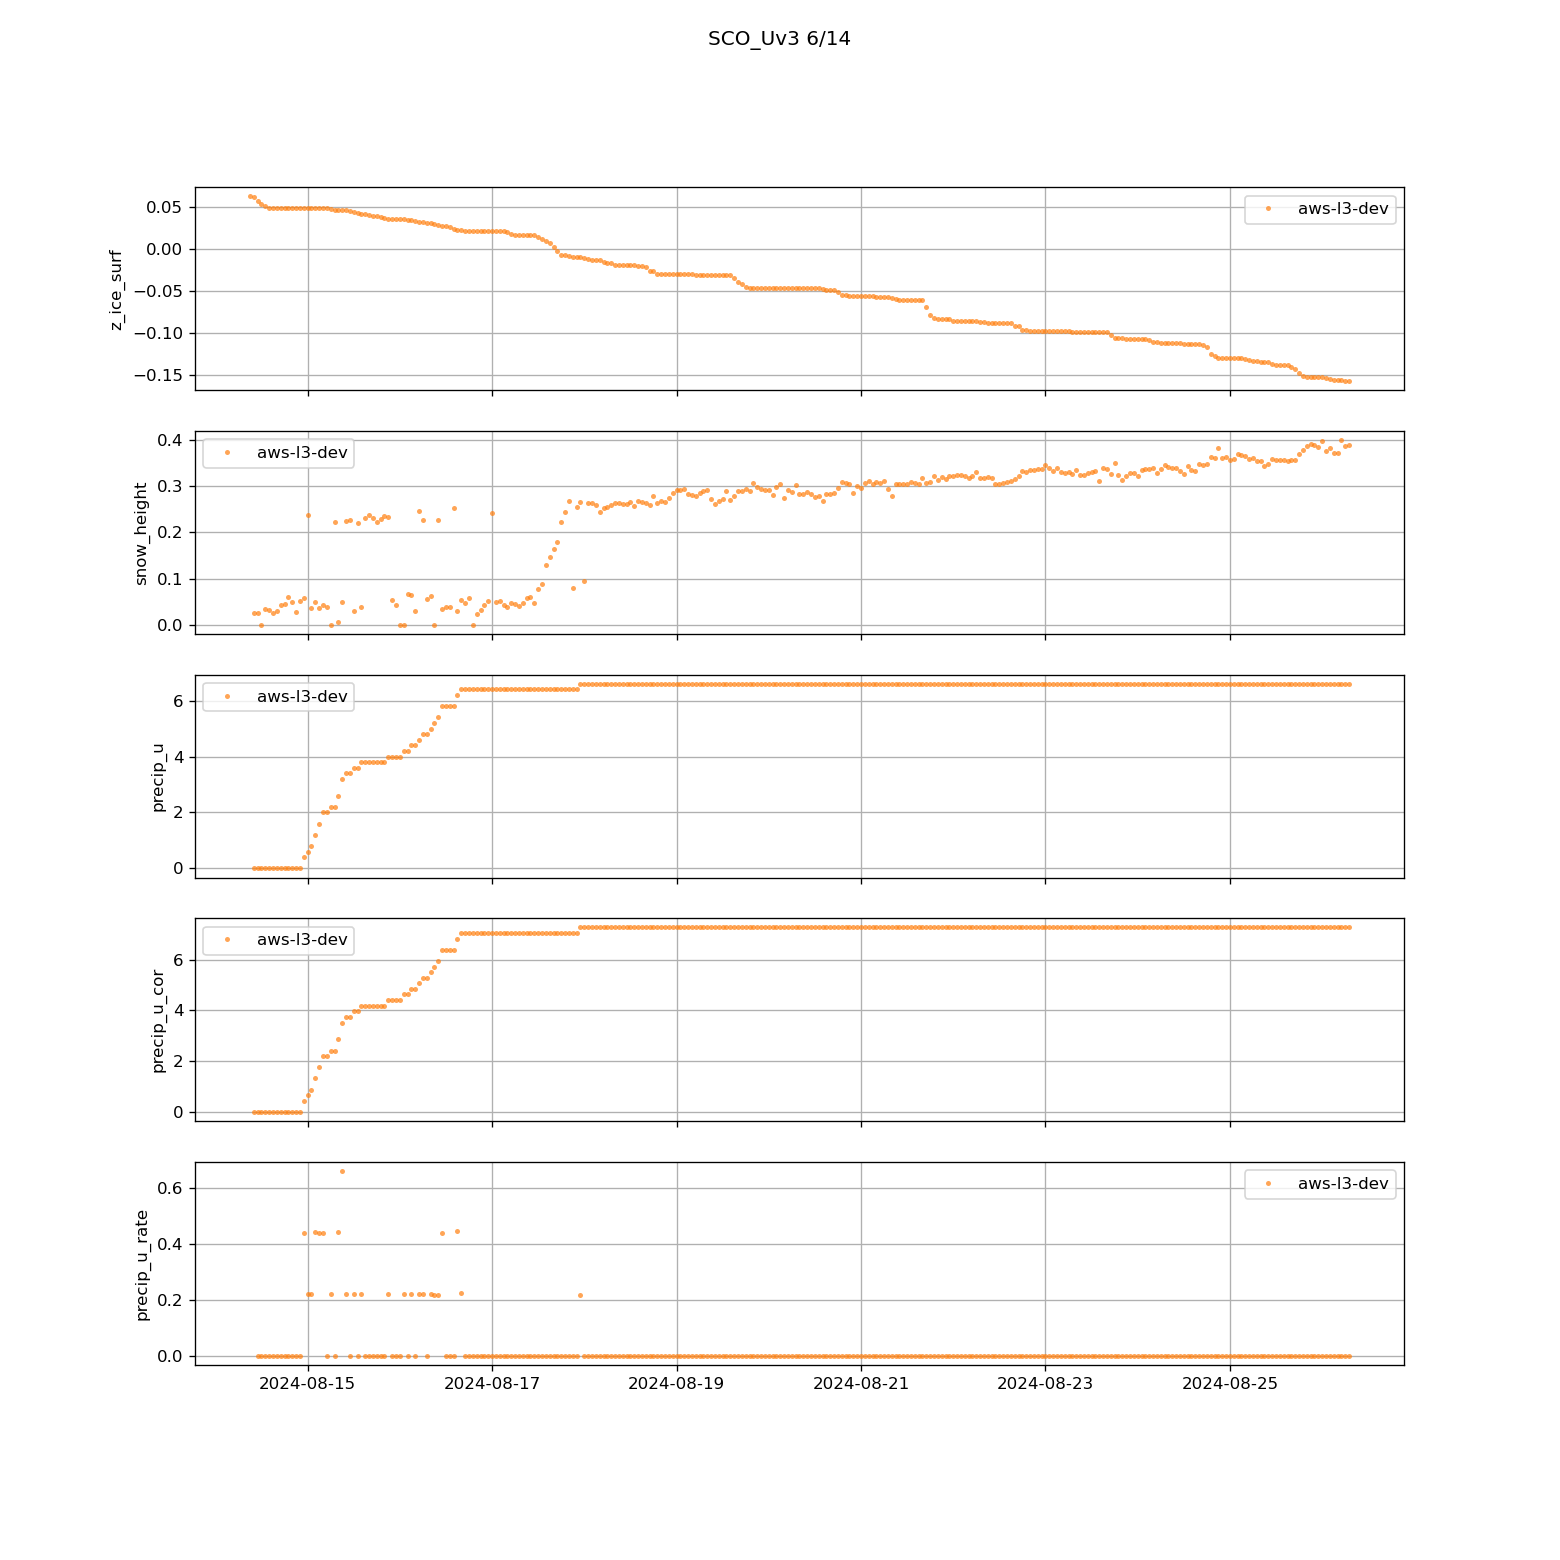 SCO_Uv3 6/14
z_ice_surf
0.05
0.00
−0.05
−0.10
−0.15
aws-l3-dev
snow_height
0.4
0.3
0.2
0.1
0.0
aws-l3-dev
precip_u
6
4
2
0
aws-l3-dev
precip_u_cor
6
4
2
0
aws-l3-dev
precip_u_rate
0.6
0.4
0.2
0.0
aws-l3-dev
2024-08-15 2024-08-17 2024-08-19 2024-08-21 2024-08-23 2024-08-25